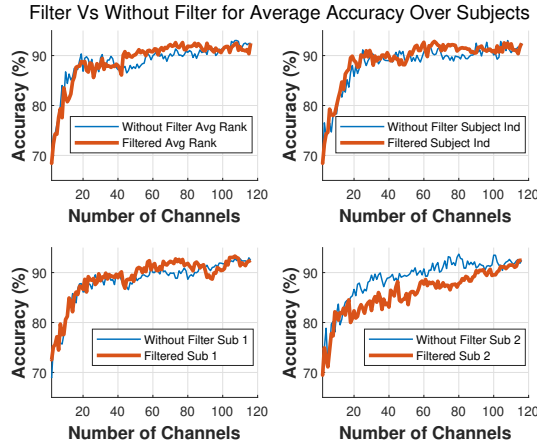 Filter Vs Without Filter for Average Accuracy Over Subjects
90
80
70
Accuracy (%)
Without Filter Avg Rank
Filtered Avg Rank
20 40 60 80 100 120
Number of Channels
90
80
70
Accuracy (%)
Without Filter Subject Ind
Filtered Subject Ind
20 40 60 80 100 120
Number of Channels
90
80
70
Accuracy (%)
Without Filter Sub 1
Filtered Sub 1
20 40 60 80 100 120
Number of Channels
90
80
70
Accuracy (%)
Without Filter Sub 2
Filtered Sub 2
20 40 60 80 100 120
Number of Channels